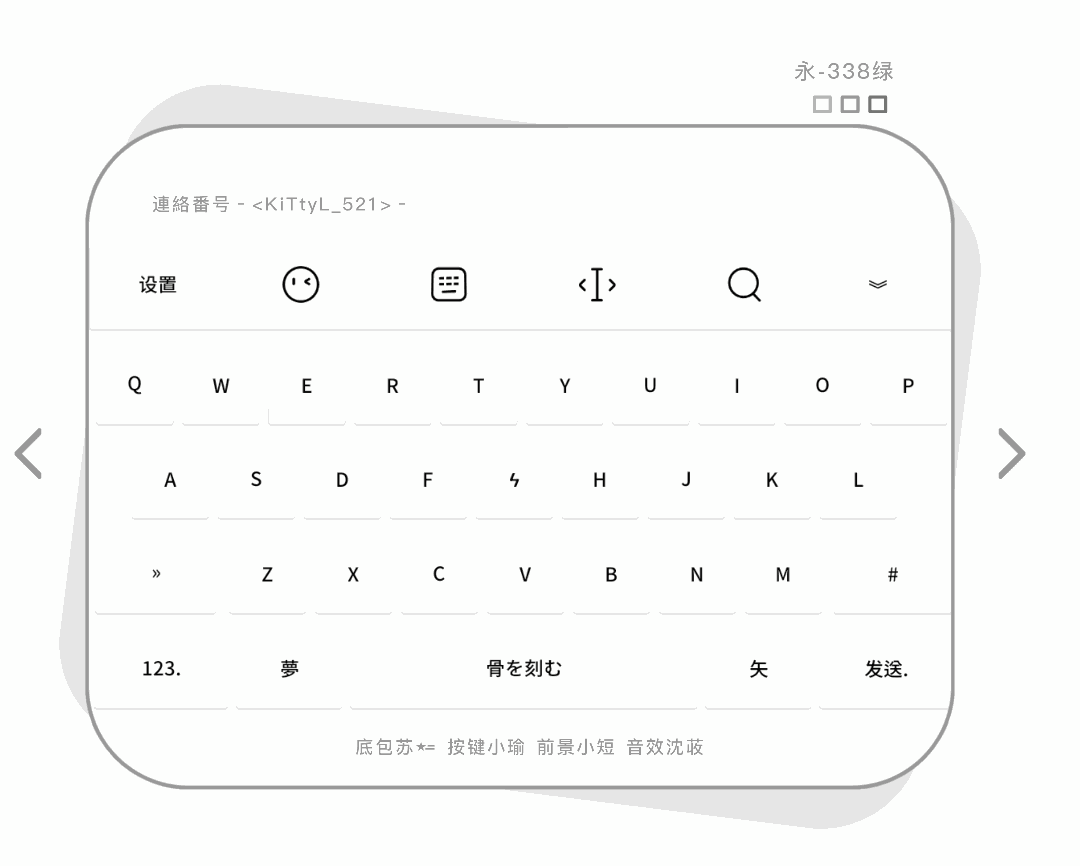 永-338绿
連絡番号 - <KiTtyL_521> -
设置
Q W E R T Y U I O P
A S D F ϟ H J K L
» Z X C V B N M #
123. 夢 骨を刻む 矢 发送.
底包苏★= 按键小瑜 前景小短 音效沈蔋